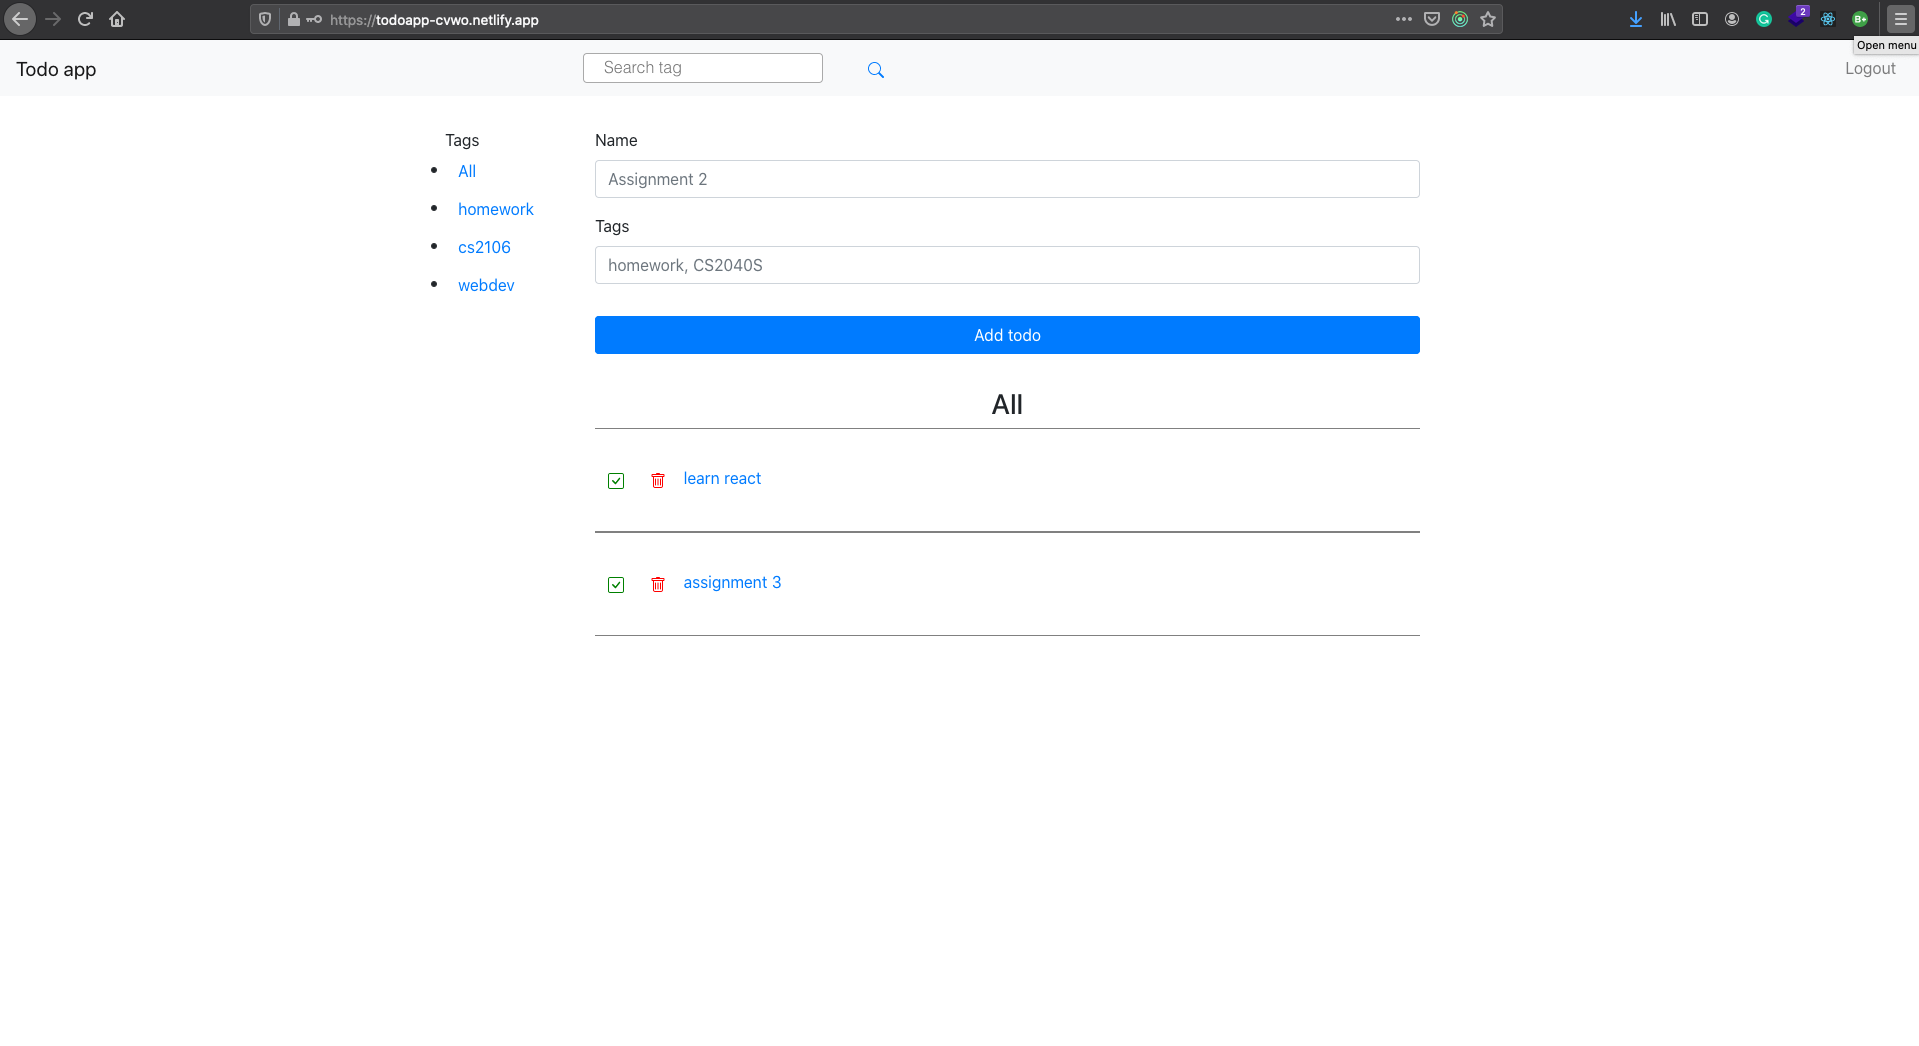 https://todoapp-cvwo.netlify.app
2
B+
Open menu
Todo app
Search tag
Logout
Tags
All
homework
cs2106
webdev
Name
Assignment 2
Tags
homework, CS2040S
Add todo
All
learn react
assignment 3